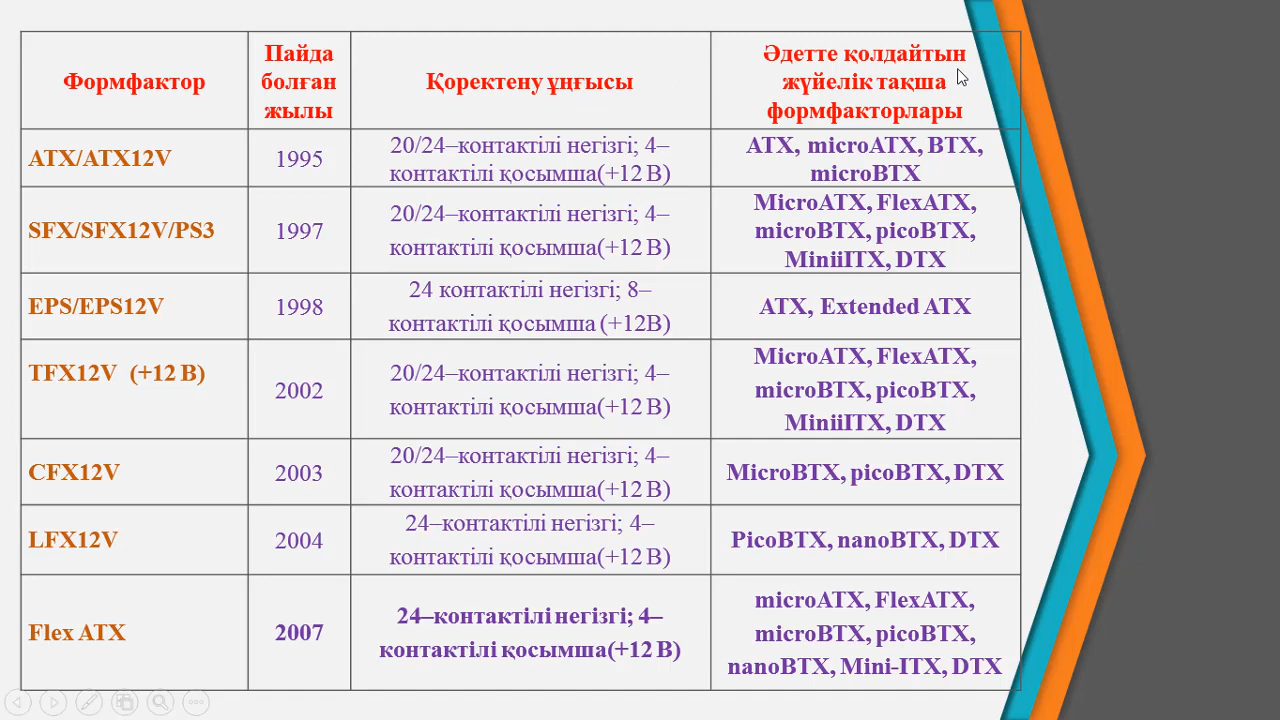 Формфактор
Пайда
болған
жылы
Қоректену ұңғысы
Әдетте қолдайтын
жүйелік тақша
формфакторлары
ATX/ATX12V
1995
20/24–контактілі негізгі; 4–
контактілі қосымша(+12 В)
ATX, microATX, BTX,
microBTX
SFX/SFX12V/PS3
1997
20/24–контактілі негізгі; 4–
контактілі қосымша(+12 В)
MicroATX, FlexATX,
microBTX, picoBTX,
MiniiITX, DTX
EPS/EPS12V
1998
24 контактілі негізгі; 8–
контактілі қосымша (+12В)
ATX, Extended ATX
TFX12V (+12 В)
2002
20/24–контактілі негізгі; 4–
контактілі қосымша(+12 В)
MicroATX, FlexATX,
microBTX, picoBTX,
MiniiITX, DTX
CFX12V
2003
20/24–контактілі негізгі; 4–
контактілі қосымша(+12 В)
MicroBTX, picoBTX, DTX
LFX12V
2004
24–контактілі негізгі; 4–
контактілі қосымша(+12 В)
PicoBTX, nanoBTX, DTX
Flex ATX
2007
24–контактілі негізгі; 4–
контактілі қосымша(+12 В)
microATX, FlexATX,
microBTX, picoBTX,
nanoBTX, Mini-ITX, DTX